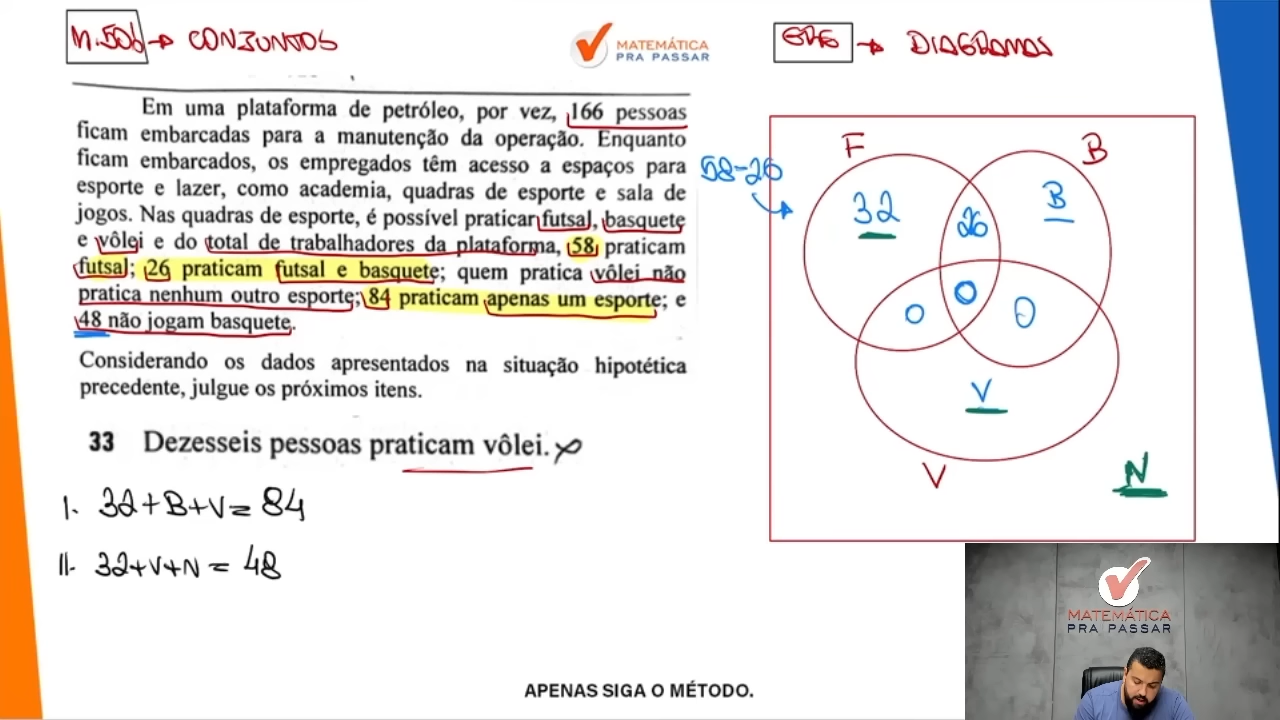 M.50b → CONJUNTOS
MATEMÁTICA
PRA PASSAR
→ DIAGRAMAS
Em uma plataforma de petróleo, por vez, 166 pessoas
ficam embarcadas para a manutenção da operação. Enquanto
ficam embarcados, os empregados têm acesso a espaços para
esporte e lazer, como academia, quadras de esporte e sala de
jogos. Nas quadras de esporte, é possível praticar futsal, basquete
e vôlei e do total de trabalhadores da plataforma, 58 praticam
futsal; 26 praticam futsal e basquete; quem pratica vôlei não
pratica nenhum outro esporte; 84 praticam apenas um esporte; e
48 não jogam basquete.
Considerando os dados apresentados na situação hipotética
precedente, julgue os próximos itens.
33 Dezesseis pessoas praticam vôlei.
I. 32+B+V=84
II. 32+V+N=48
F
B
58-26
32
26
B
0
0
0
V
V
N
MATEMÁTICA
PRA PASSAR
APENAS SIGA O MÉTODO.